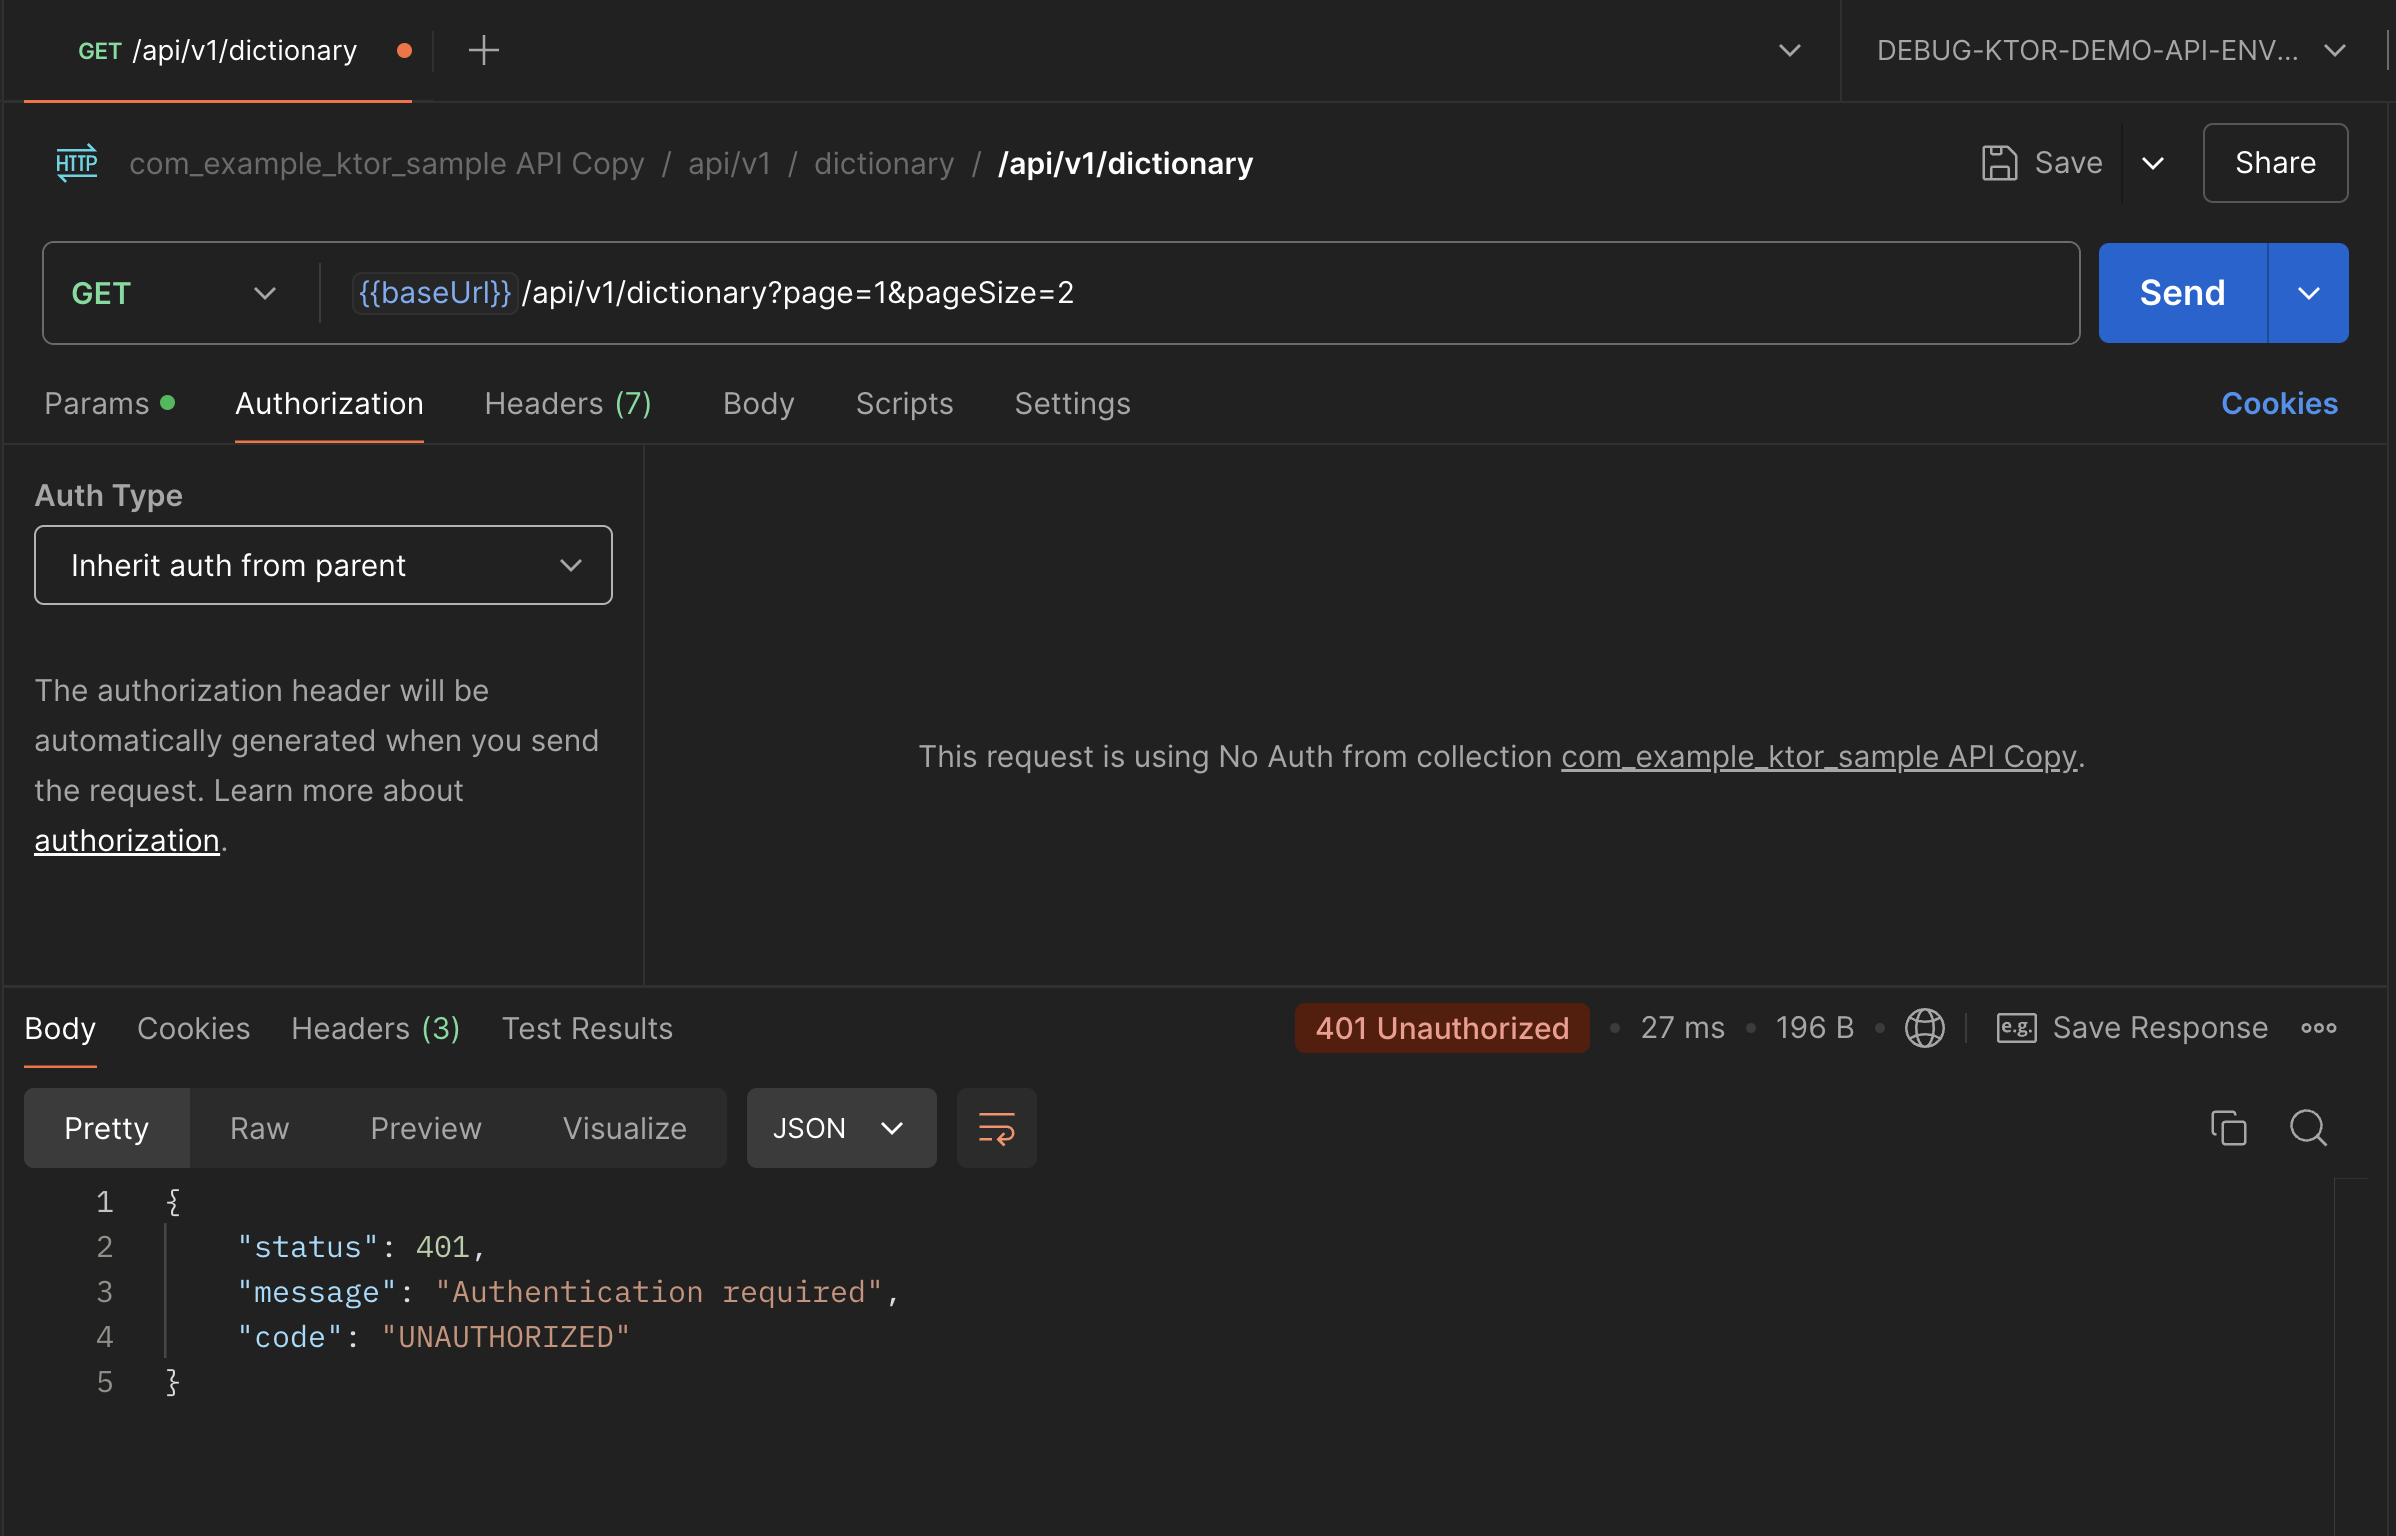 GET /api/v1/dictionary
DEBUG-KTOR-DEMO-API-ENV...
HTTP com_example_ktor_sample API Copy / api/v1 / dictionary / /api/v1/dictionary
Save
Share
GET
{{baseUrl}}/api/v1/dictionary?page=1&pageSize=2
Send
Params Authorization Headers (7) Body Scripts Settings
Cookies
Auth Type
Inherit auth from parent
The authorization header will be
automatically generated when you send
the request. Learn more about
authorization.
This request is using No Auth from collection com_example_ktor_sample API Copy.
Body Cookies Headers (3) Test Results
401 Unauthorized • 27 ms • 196 B •
e.g. Save Response
Pretty Raw Preview Visualize JSON
1 {
2 "status": 401,
3 "message": "Authentication required",
4 "code": "UNAUTHORIZED"
5 }